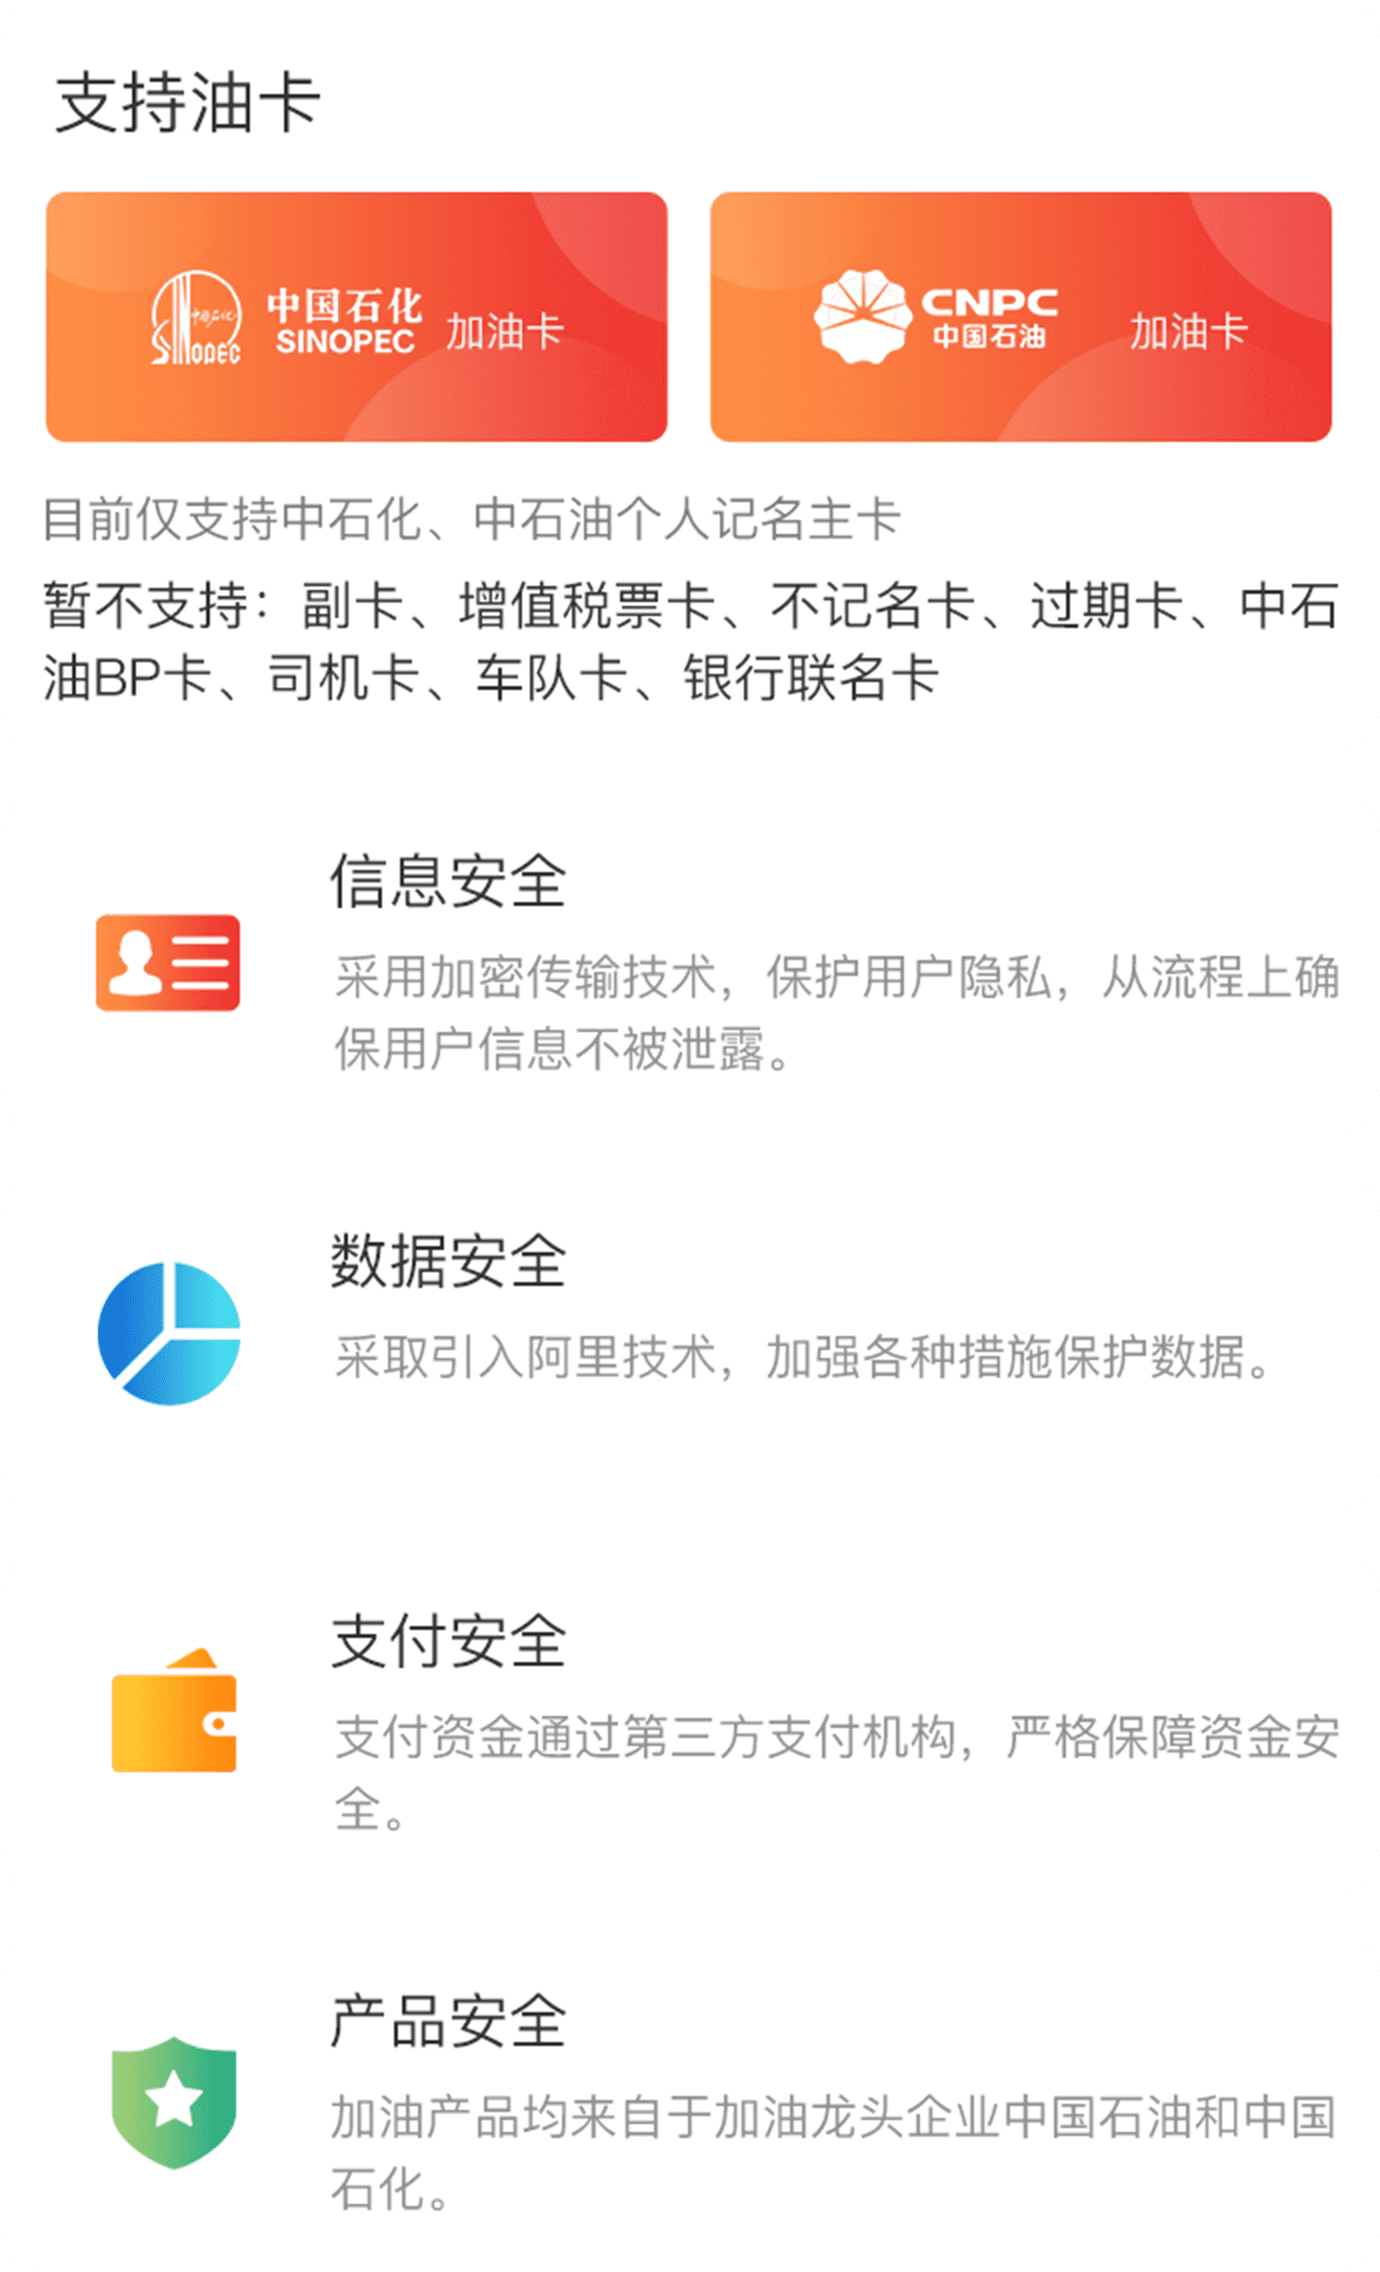 支持油卡
中国石化
SINOPEC
加油卡
SINOPEC
CNPC
中国石油
加油卡
目前仅支持中石化、中石油个人记名主卡
暂不支持：副卡、增值税票卡、不记名卡、过期卡、中石
油BP卡、司机卡、车队卡、银行联名卡
信息安全
采用加密传输技术，保护用户隐私，从流程上确
保用户信息不被泄露。
数据安全
采取引入阿里技术，加强各种措施保护数据。
支付安全
支付资金通过第三方支付机构，严格保障资金安
全。
产品安全
加油产品均来自于加油龙头企业中国石油和中国
石化。